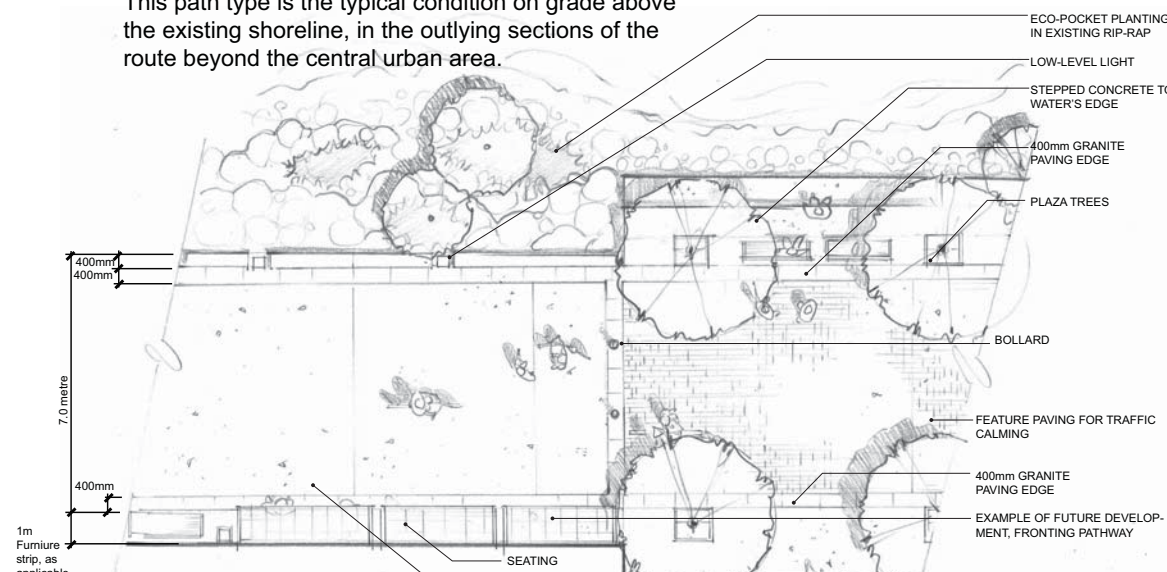 This path type is the typical condition on grade above
the existing shoreline, in the outlying sections of the
route beyond the central urban area.
ECO-POCKET PLANTING
IN EXISTING RIP-RAP
LOW-LEVEL LIGHT
STEPPED CONCRETE TO
WATER'S EDGE
400mm GRANITE
PAVING EDGE
PLAZA TREES
400mm
400mm
BOLLARD
7.0 metre
FEATURE PAVING FOR TRAFFIC
CALMING
400mm
400mm GRANITE
PAVING EDGE
EXAMPLE OF FUTURE DEVELOP-
MENT, FRONTING PATHWAY
1m
Furniure
strip, as
applicable
SEATING